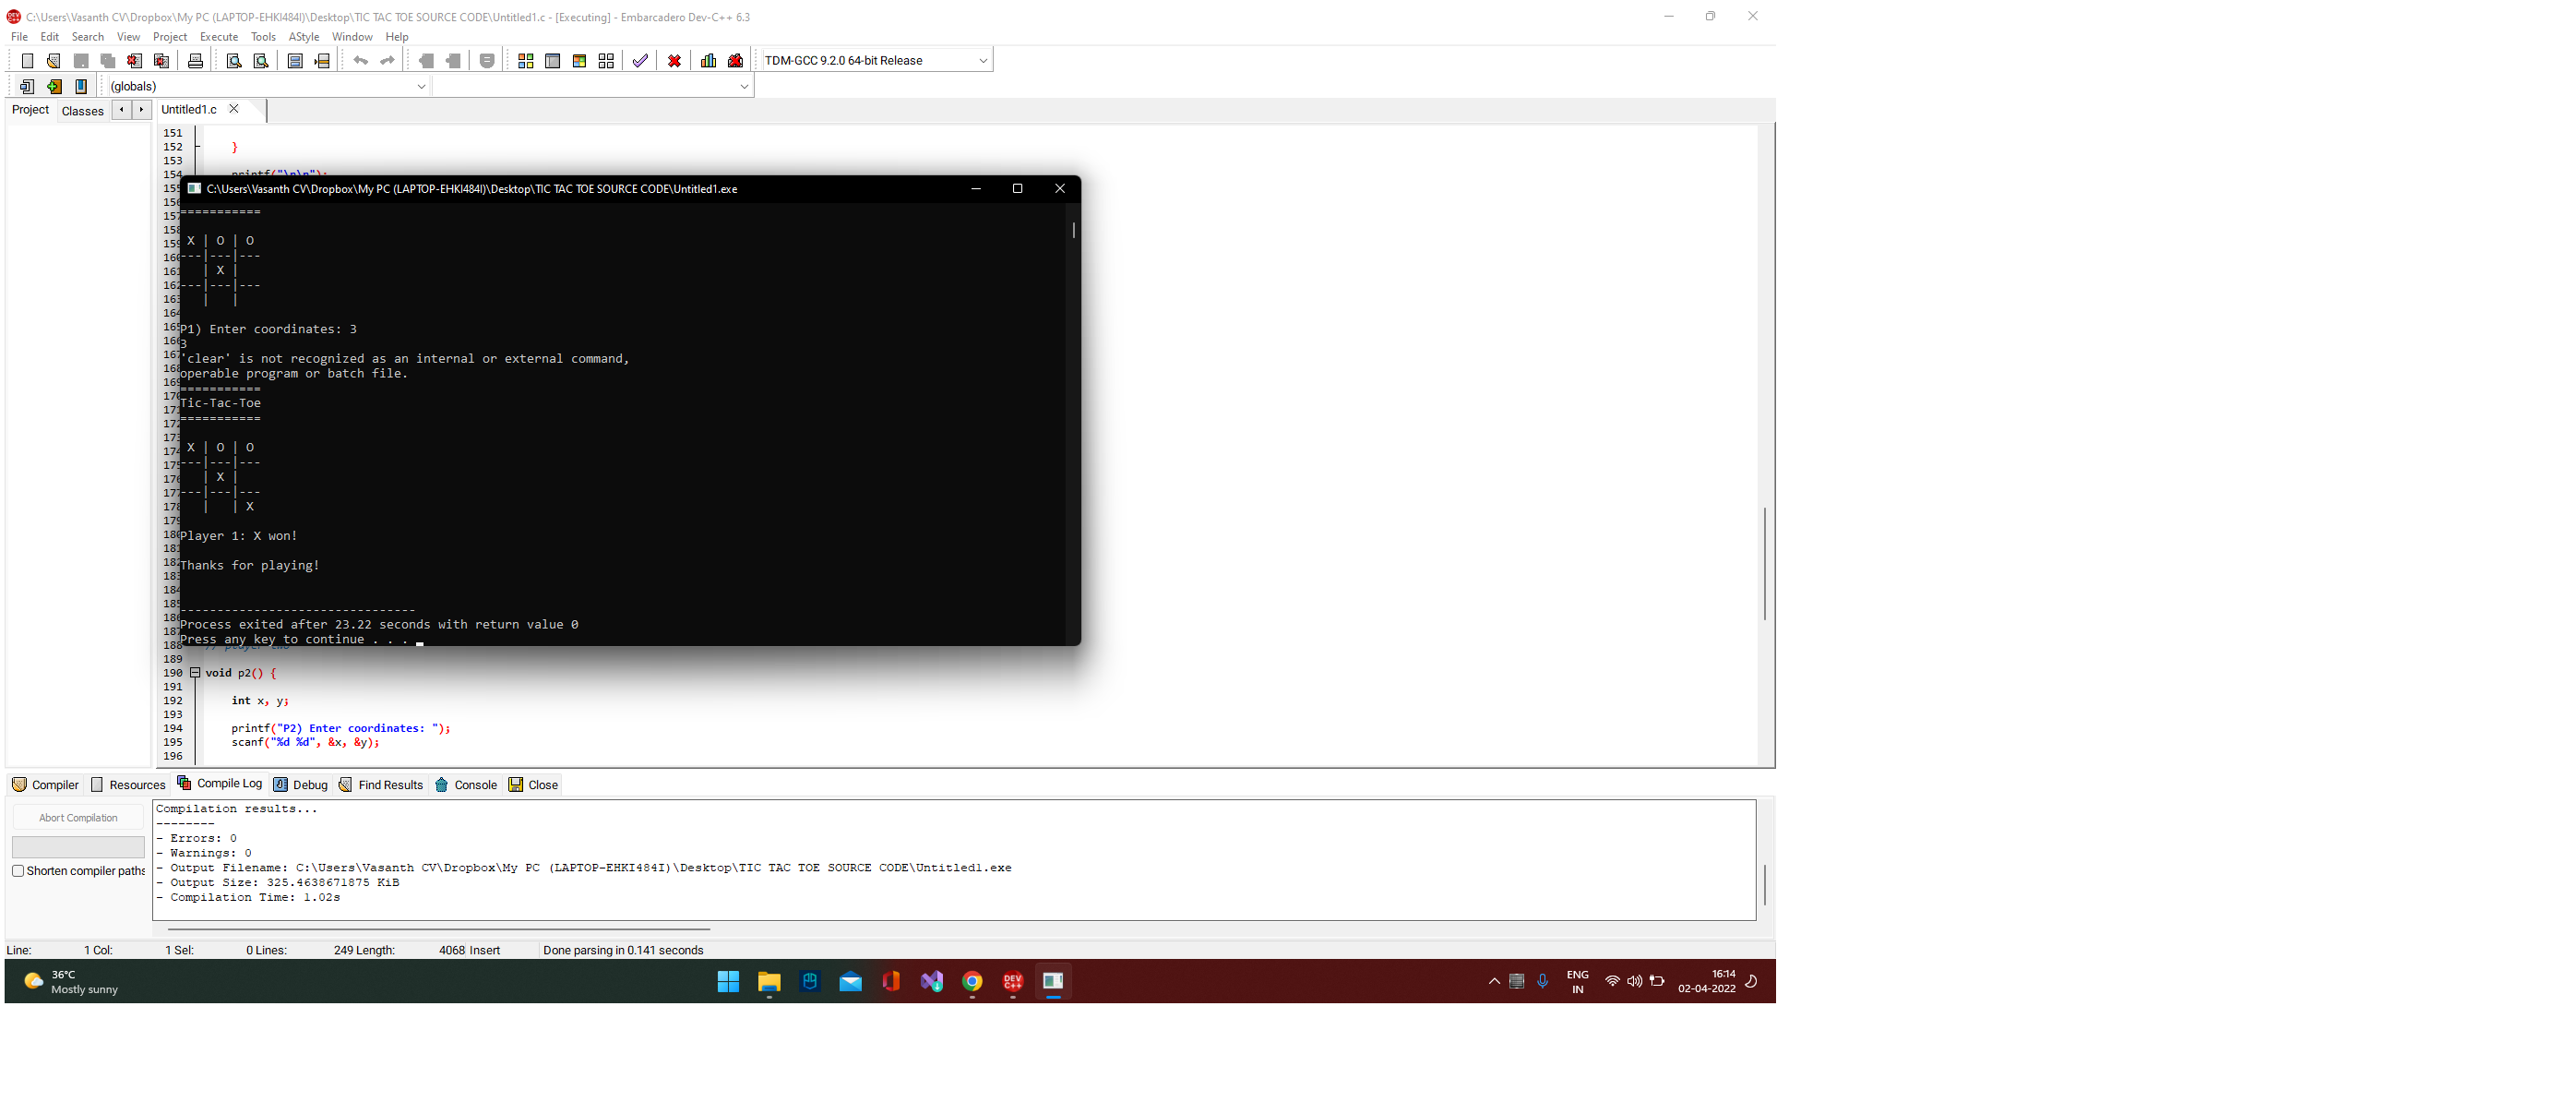 C:\Users\Vasanth CV\Dropbox\My PC (LAPTOP-EHKI484I)\Desktop\TIC TAC TOE SOURCE CODE\Untitled1.c - [Executing] - Embarcadero Dev-C++ 6.3
File Edit Search View Project Execute Tools AStyle Window Help
TDM-GCC 9.2.0 64-bit Release
(globals)
Project Classes Untitled1.c
151
152 }
153
154 printf("\n\n");
C:\Users\Vasanth CV\Dropbox\My PC (LAPTOP-EHKI484I)\Desktop\TIC TAC TOE SOURCE CODE\Untitled1.exe
===========
X | O | O
---|---|---
| X |
---|---|---
| |
P1) Enter coordinates: 3
3
'clear' is not recognized as an internal or external command,
operable program or batch file.
===========
Tic-Tac-Toe
===========
X | O | O
---|---|---
| X |
---|---|---
| | X
Player 1: X won!
Thanks for playing!
--------------------------------
Process exited after 23.22 seconds with return value 0
Press any key to continue . . .
188
189
190 void p2() {
191
192 int x, y;
193
194 printf("P2) Enter coordinates: ");
195 scanf("%d %d", &x, &y);
196
Compiler Resources Compile Log Debug Find Results Console Close
Abort Compilation
Shorten compiler paths
Compilation results...
--------
- Errors: 0
- Warnings: 0
- Output Filename: C:\Users\Vasanth CV\Dropbox\My PC (LAPTOP-EHKI484I)\Desktop\TIC TAC TOE SOURCE CODE\Untitled1.exe
- Output Size: 325.4638671875 KiB
- Compilation Time: 1.02s
Line: 1 Col: 1 Sel: 0 Lines: 249 Length: 4068 Insert Done parsing in 0.141 seconds
36°C
Mostly sunny
DEV
C++
ENG
IN
16:14
02-04-2022